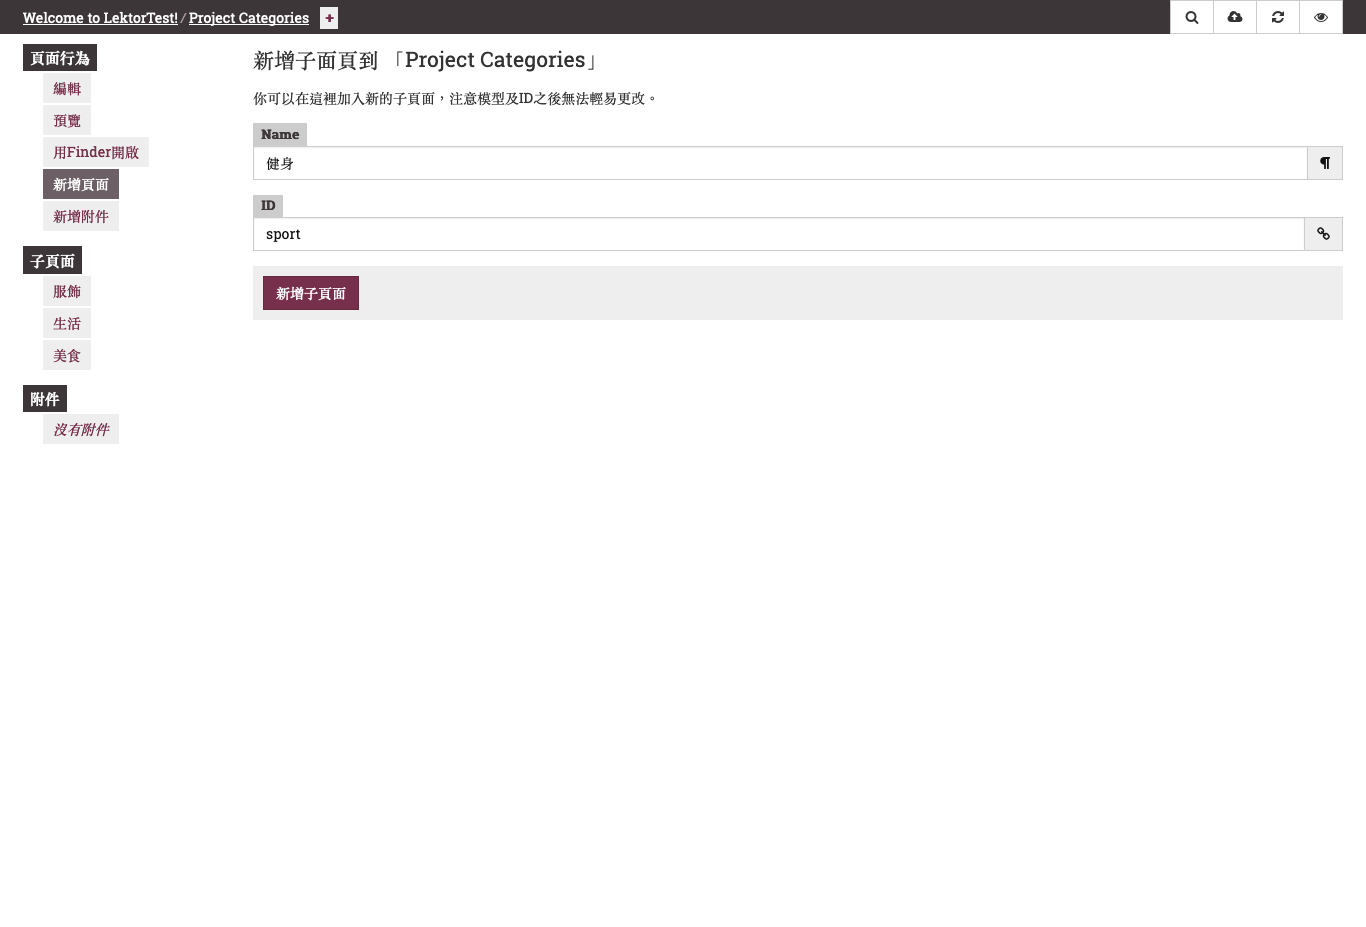 Welcome to LektorTest! / Project Categories +
頁面行為
編輯
預覽
用Finder開啟
新增頁面
新增附件
子頁面
服飾
生活
美食
附件
沒有附件
新增子面頁到 「Project Categories」
你可以在這裡加入新的子頁面，注意模型及ID之後無法輕易更改。
Name
健身 ¶
ID
sport
新增子頁面